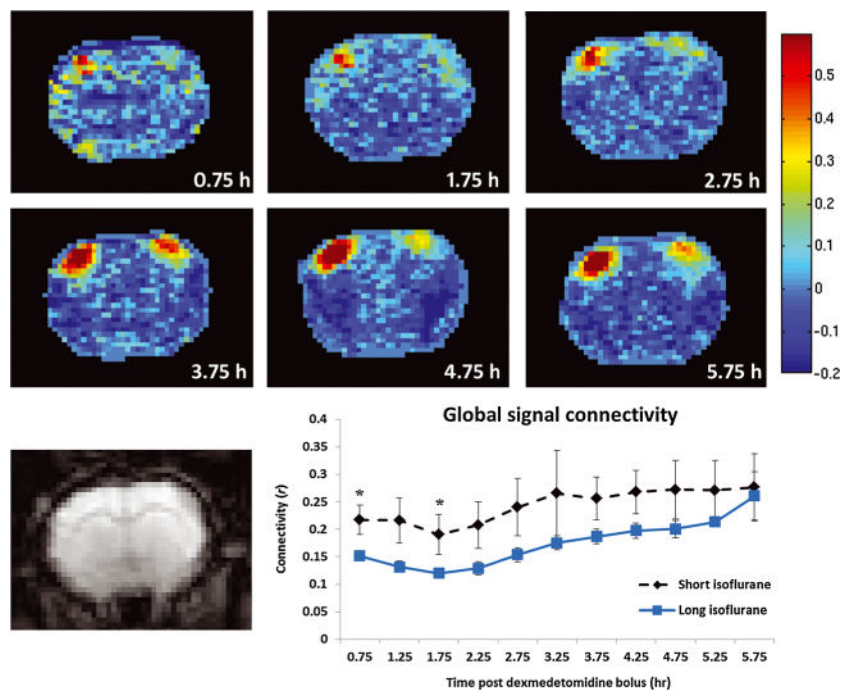 0.75 h
1.75 h
2.75 h
0.5
0.4
0.3
0.2
0.1
0
-0.1
-0.2
3.75 h
4.75 h
5.75 h
Global signal connectivity
Connectivity (r)
0.4
0.35
0.3
0.25
0.2
0.15
0.1
0.05
0
*
*
Short isoflurane
Long isoflurane
0.75 1.25 1.75 2.25 2.75 3.25 3.75 4.25 4.75 5.25 5.75
Time post dexmedetomidine bolus (hr)